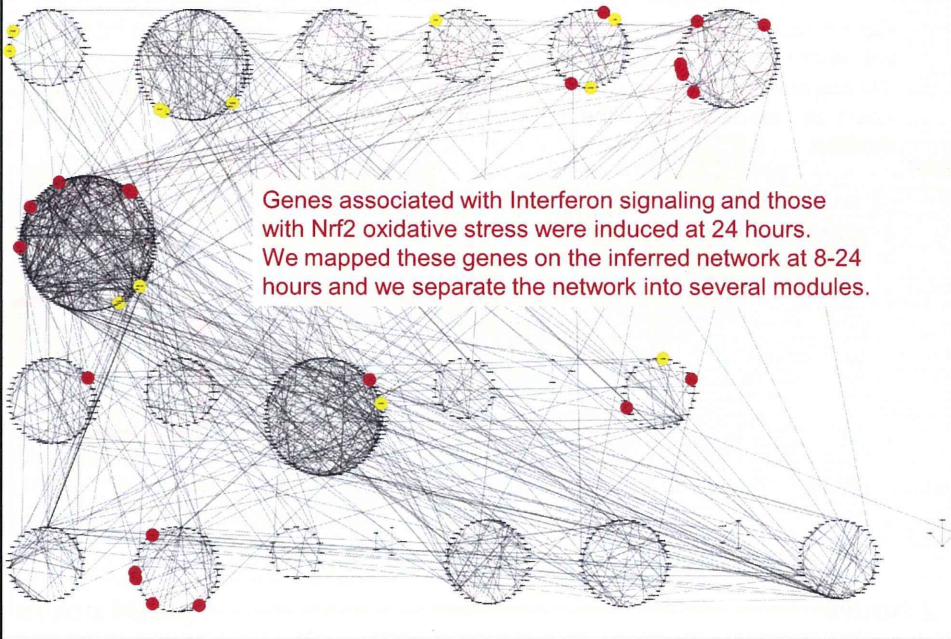 Genes associated with Interferon signaling and those
with Nrf2 oxidative stress were induced at 24 hours.
We mapped these genes on the inferred network at 8-24
hours and we separate the network into several modules.